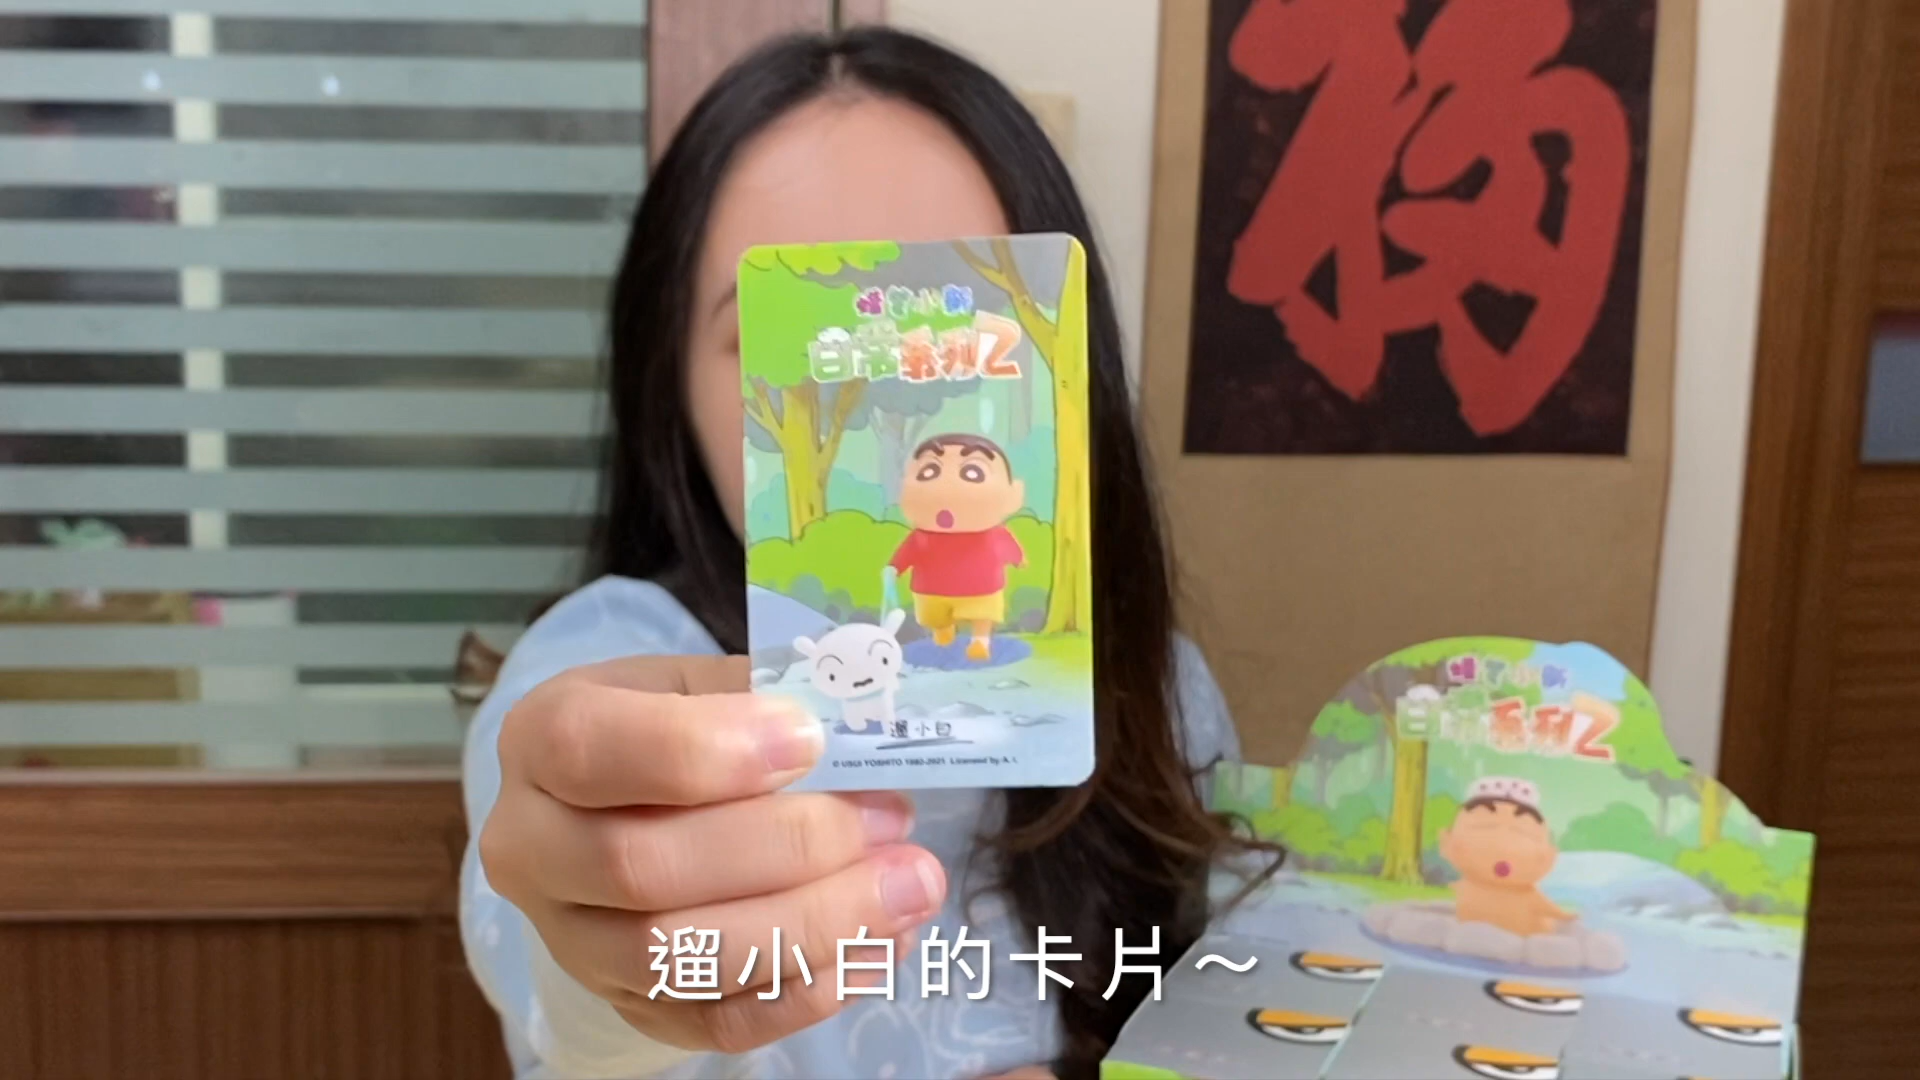 蠟筆小新
日常系列2
遛小白
© USUI YOSHITO 1992-2021 Licensed by A. I.
蠟筆小新
日常系列2
遛小白的卡片～